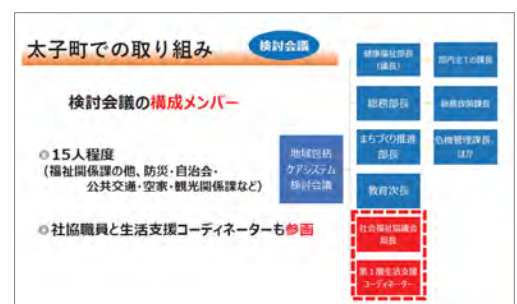 太子町での取り組み
検討会議
検討会議の構成メンバー
◎15人程度
(福祉関係課の他、防災・自治会・
公共交通・空家・観光関係課など)
◎社協職員と生活支援コーディネーターも参画
地域包括
ケアシステム
検討会議
健康福祉部長
(議長)
部内全ての課長
総務部長
総務政策課長
まちづくり推進
部長
危機管理課長
ほか
教育次長
社会福祉協議会
局長
第1層生活支援
コーディネーター